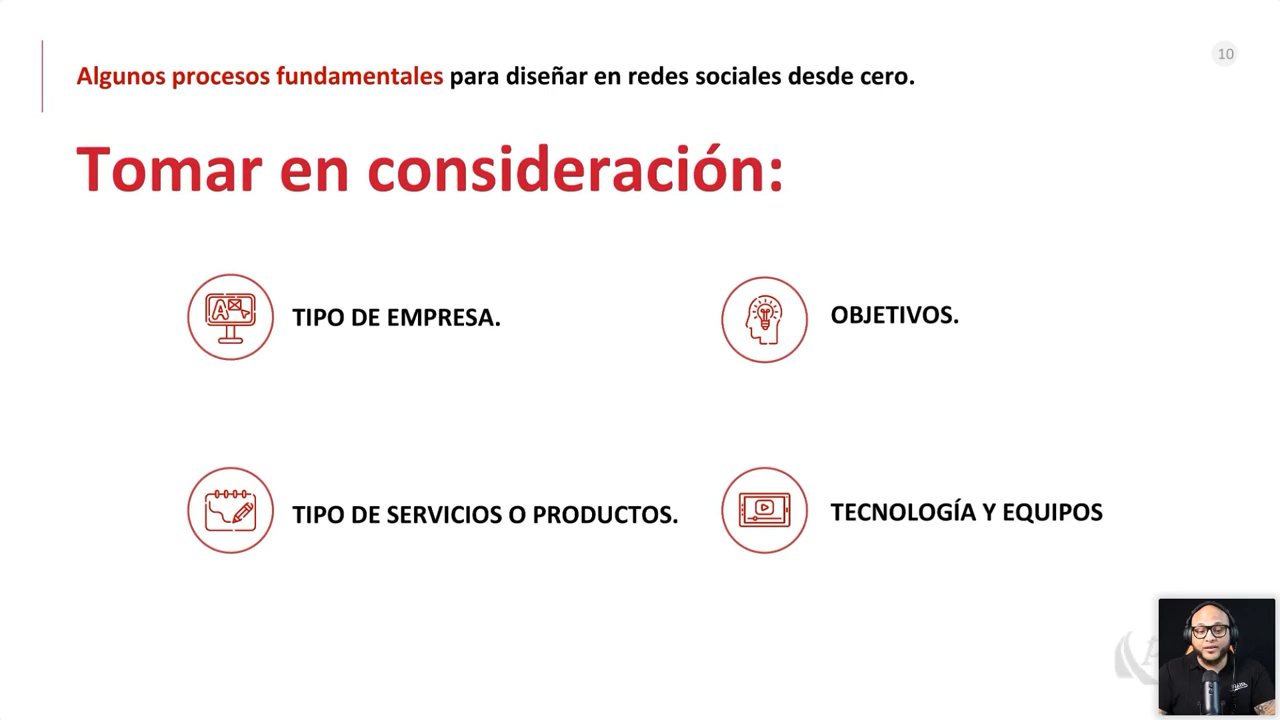 10
Algunos procesos fundamentales para diseñar en redes sociales desde cero.
Tomar en consideración:
TIPO DE EMPRESA.
OBJETIVOS.
TIPO DE SERVICIOS O PRODUCTOS.
TECNOLOGÍA Y EQUIPOS